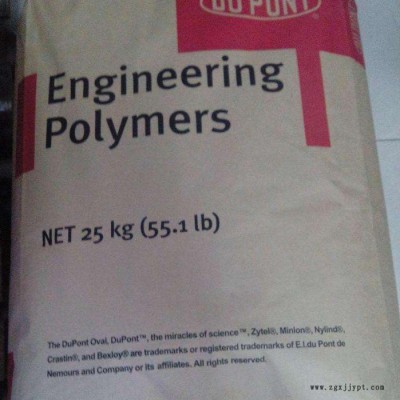 DU PONT
Engineering
Polymers
NET 25 kg (55.1 lb)
The DuPont Oval, DuPont™, the miracles of science™, Zytel®, Minlon®, Nylind®,
Crastin®, and Bexloy® are trademarks or registered trademarks of E.I.du Pont de
Nemours and Company or its affiliates. All rights reserved.
www.zgxjjypt.com